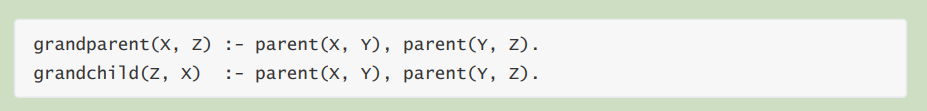 grandparent(X, Z) :- parent(X, Y), parent(Y, Z).
grandchild(Z, X)  :- parent(X, Y), parent(Y, Z).